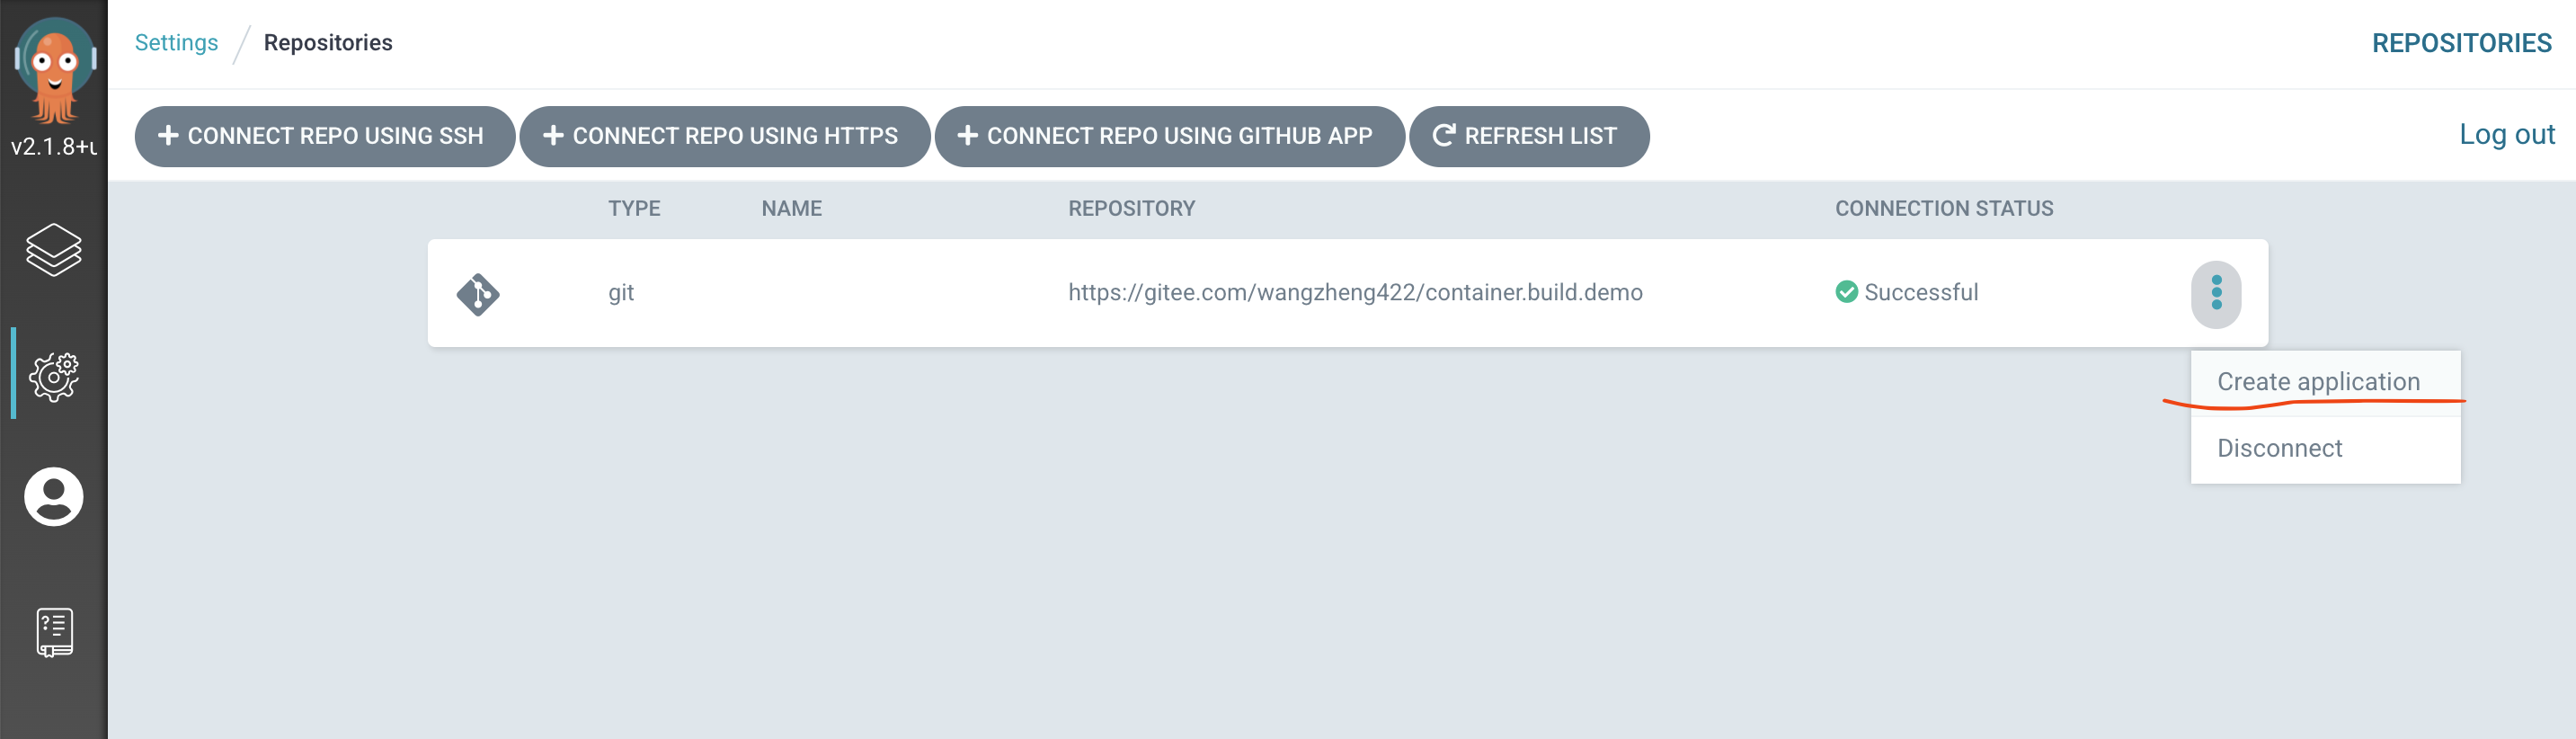 Settings / Repositories
REPOSITORIES
v2.1.8+u
CONNECT REPO USING SSH
CONNECT REPO USING HTTPS
CONNECT REPO USING GITHUB APP
REFRESH LIST
Log out
TYPE NAME REPOSITORY CONNECTION STATUS
git https://gitee.com/wangzheng422/container.build.demo Successful
Create application
Disconnect